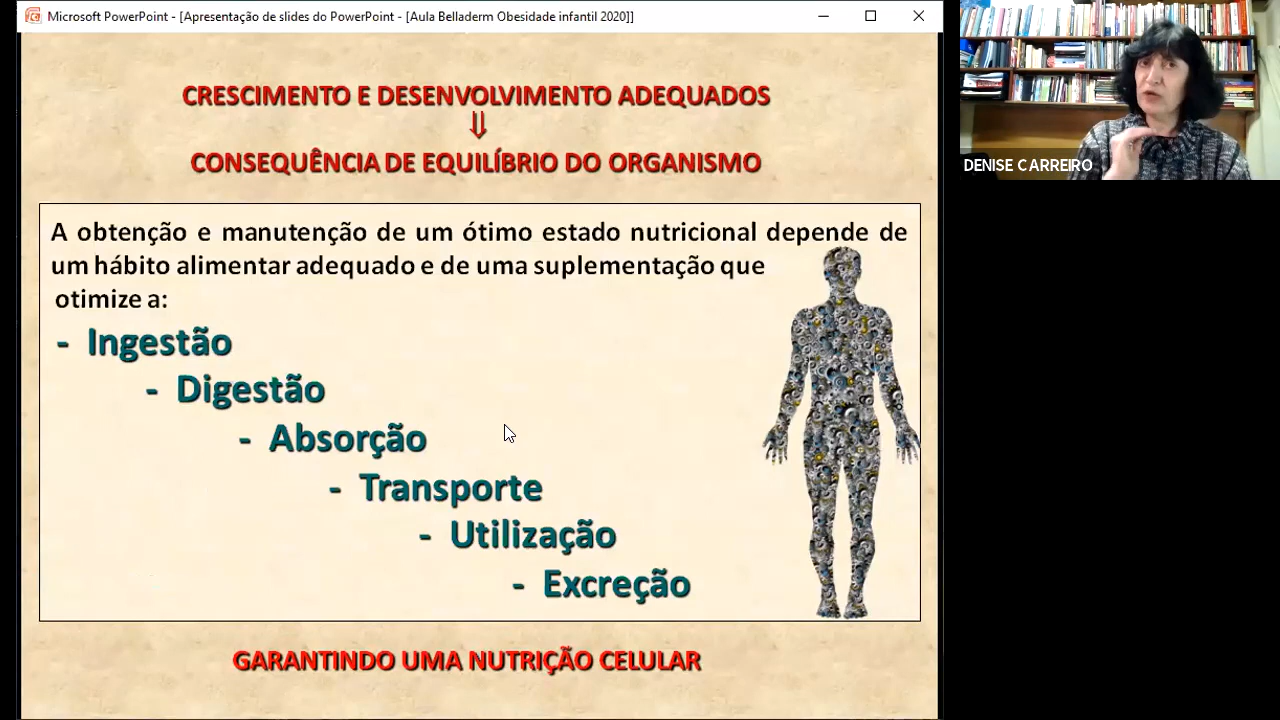 Microsoft PowerPoint - [Apresentação de slides do PowerPoint - [Aula Belladerm Obesidade infantil 2020]]
CRESCIMENTO E DESENVOLVIMENTO ADEQUADOS
⇓
CONSEQUÊNCIA DE EQUILÍBRIO DO ORGANISMO
A obtenção e manutenção de um ótimo estado nutricional depende de
um hábito alimentar adequado e de uma suplementação que
otimize a:
- Ingestão
- Digestão
- Absorção
- Transporte
- Utilização
- Excreção
GARANTINDO UMA NUTRIÇÃO CELULAR
DENISE CARREIRO